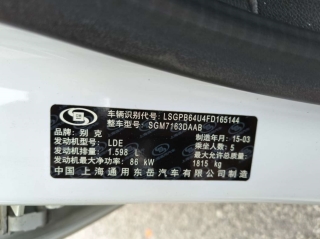 车辆识别代号: LSGPB64U4FD165144
整车型号: SGM7163DAAB
品牌: 别克 制造年月: 15-03
发动机型号: LDE 乘坐人数: 5
发动机排量: 1.598 L 最大允许总质量:
发动机最大净功率: 86 kW 1815 kg
中国上海通用东岳汽车有限公司制造